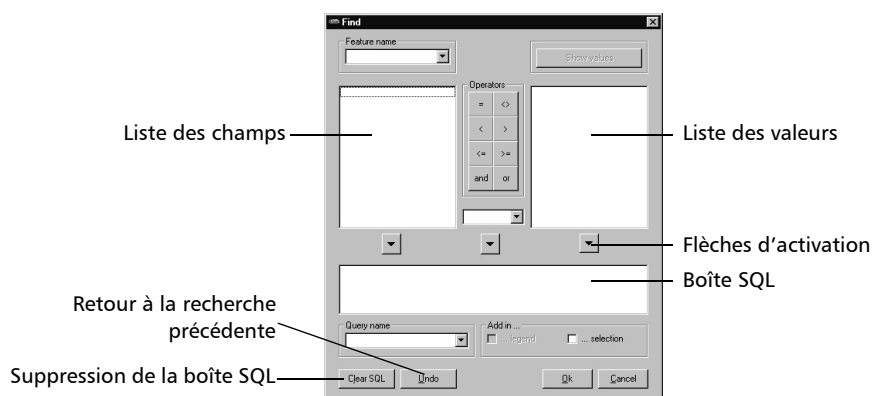 Find
Feature name
Show values
Operators
= <>
< >
<= >=
and or
Liste des champs
Liste des valeurs
Flèches d’activation
Boîte SQL
Retour à la recherche
précédente
Query name
Add in ...
... legend
... selection
Suppression de la boîte SQL
Clear SQL
Undo
Ok
Cancel